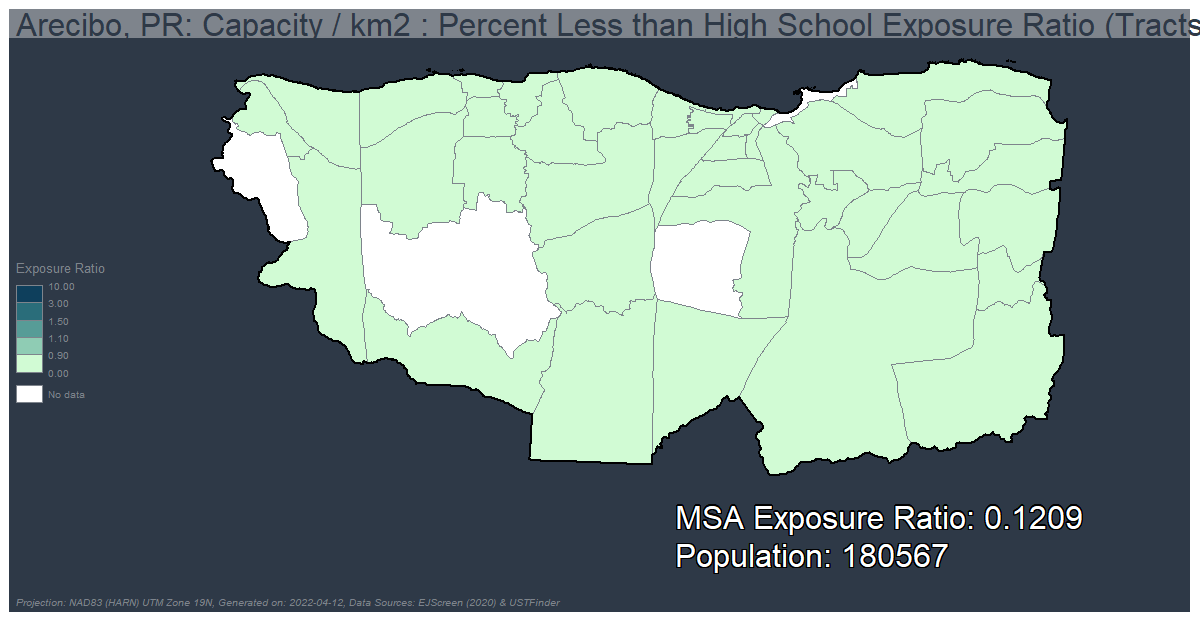 Arecibo, PR: Capacity / km2 : Percent Less than High School Exposure Ratio (Tracts
Exposure Ratio
10.00
3.00
1.50
1.10
0.90
0.00
No data
MSA Exposure Ratio: 0.1209
Population: 180567
Projection: NAD83 (HARN) UTM Zone 19N, Generated on: 2022-04-12, Data Sources: EJScreen (2020) & USTFinder